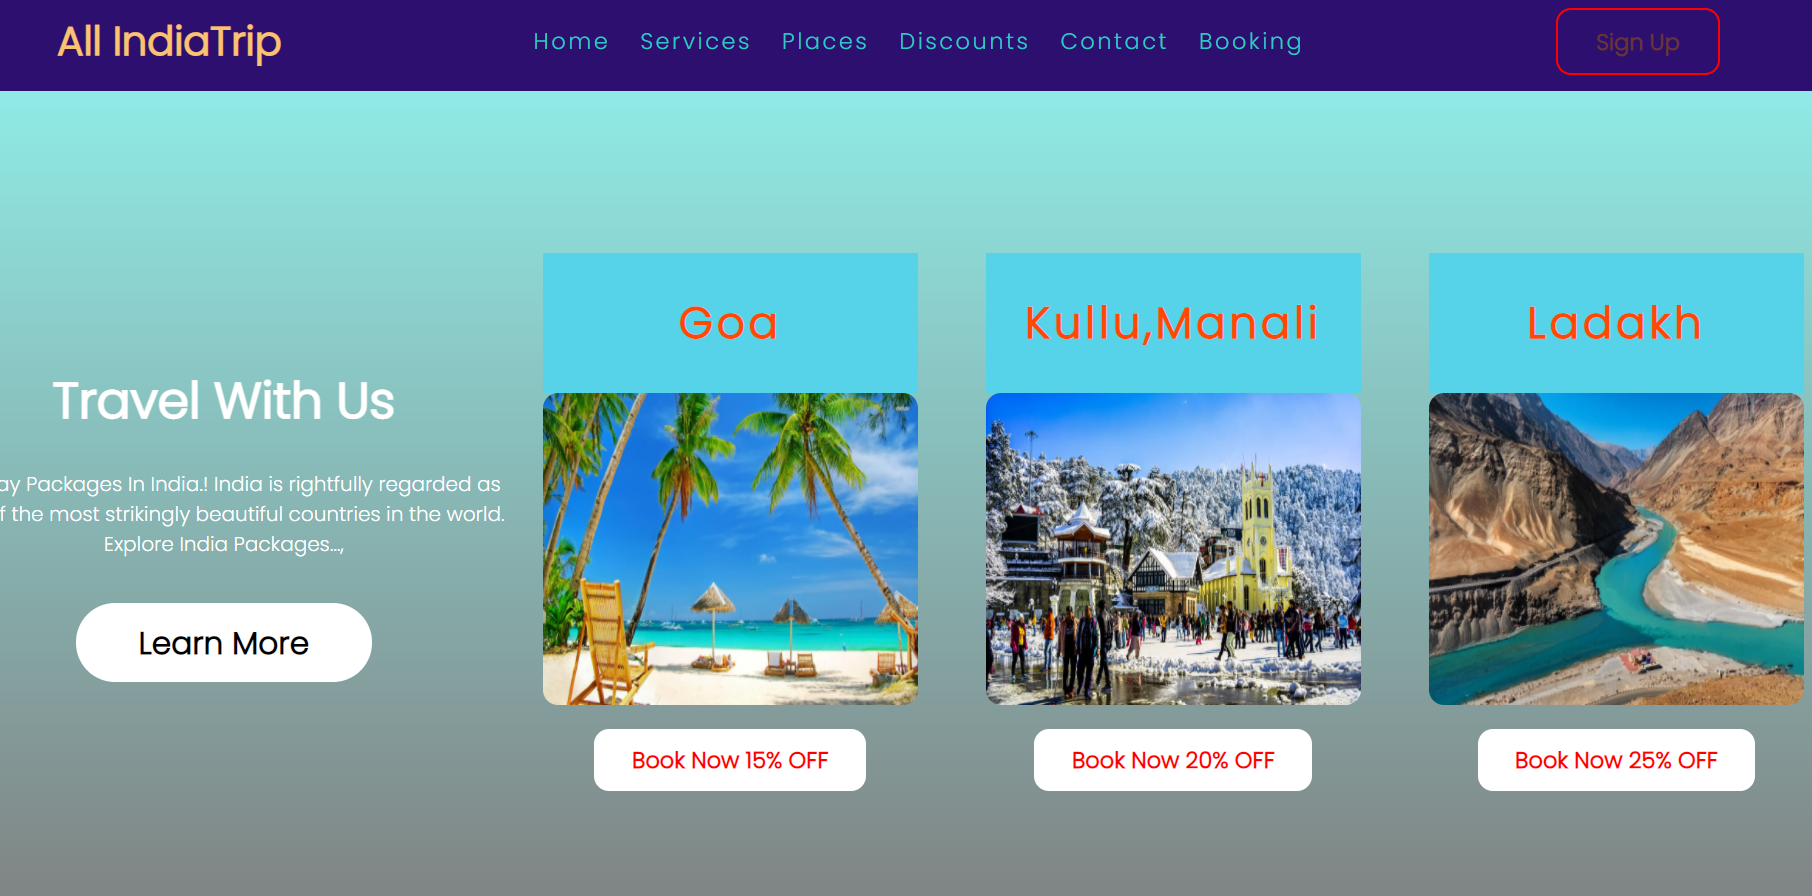 All IndiaTrip
Home Services Places Discounts Contact Booking
Sign Up
Travel With Us
Packages In India.! India is rightfully regarded as
the most strikingly beautiful countries in the world.
Explore India Packages...,
Learn More
Goa
Book Now 15% OFF
Kullu,Manali
Book Now 20% OFF
Ladakh
Book Now 25% OFF